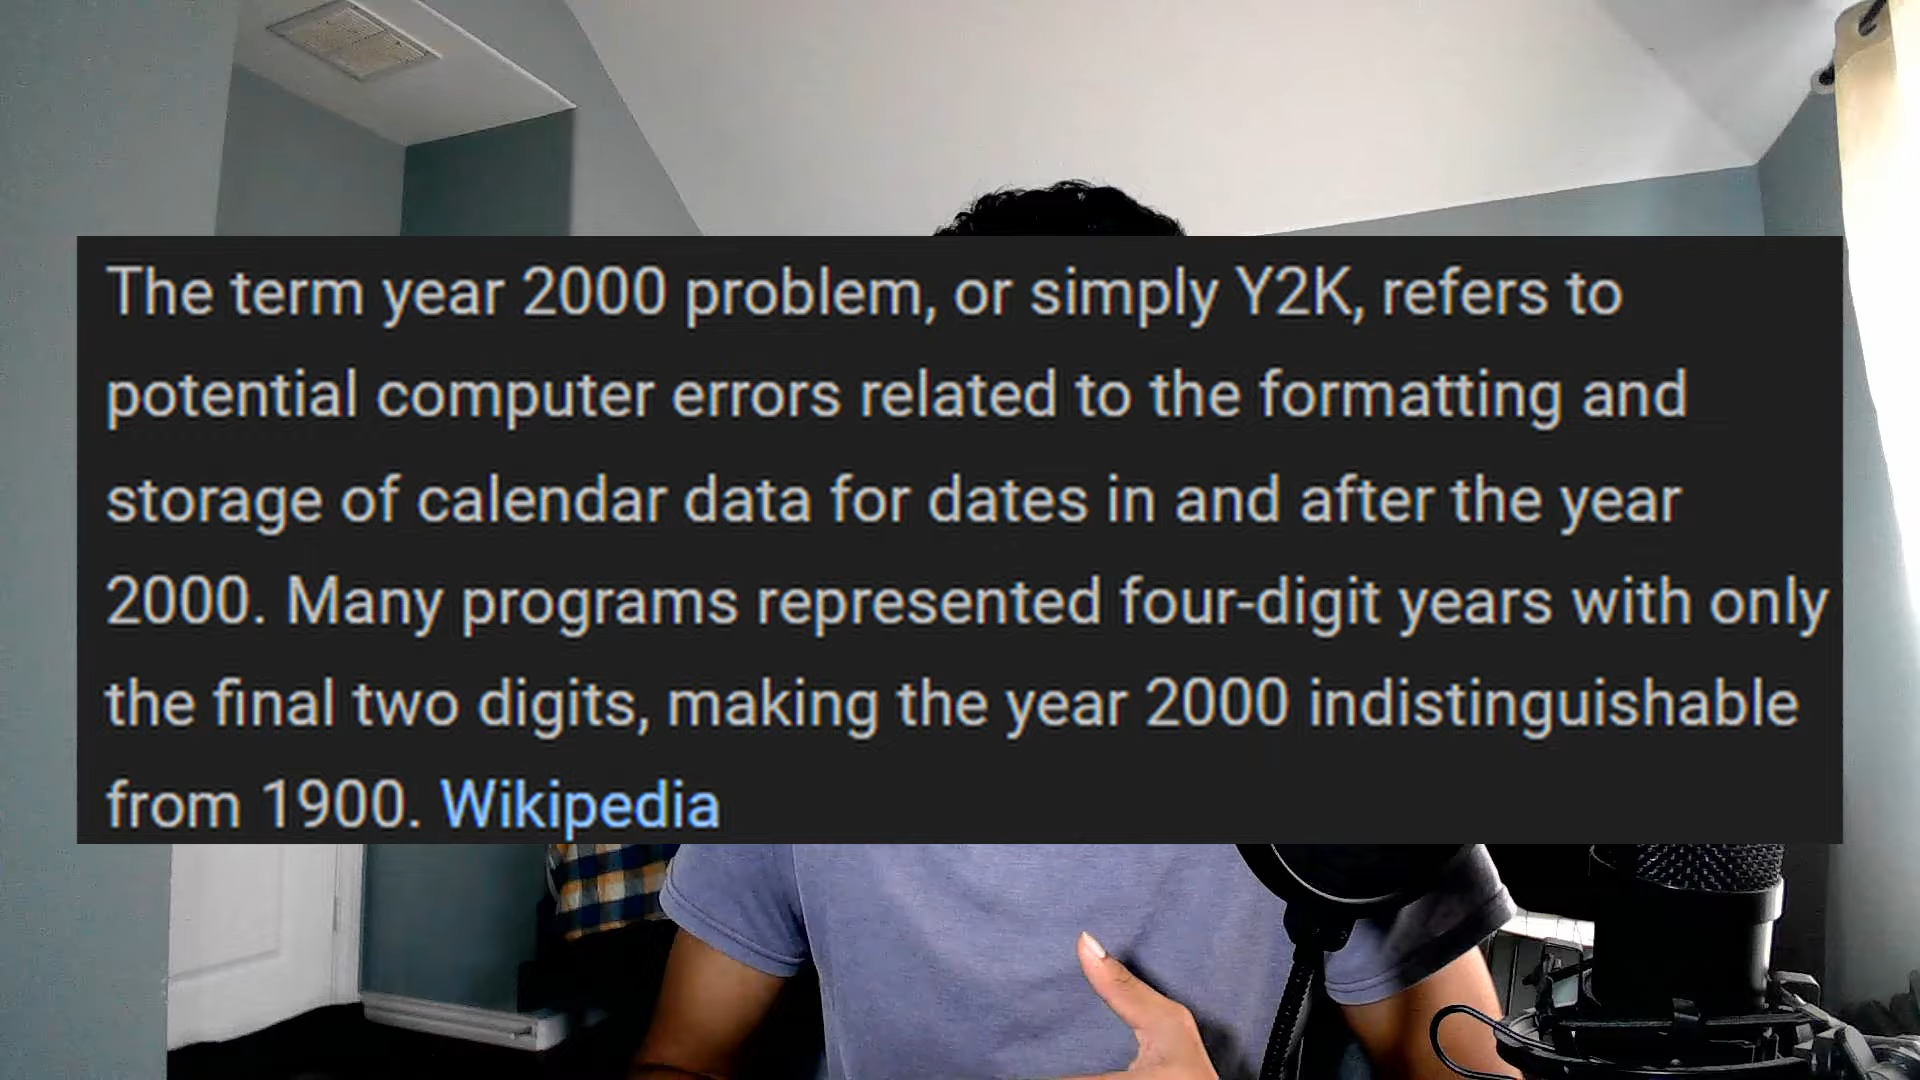 The term year 2000 problem, or simply Y2K, refers to
potential computer errors related to the formatting and
storage of calendar data for dates in and after the year
2000. Many programs represented four-digit years with only
the final two digits, making the year 2000 indistinguishable
from 1900. Wikipedia